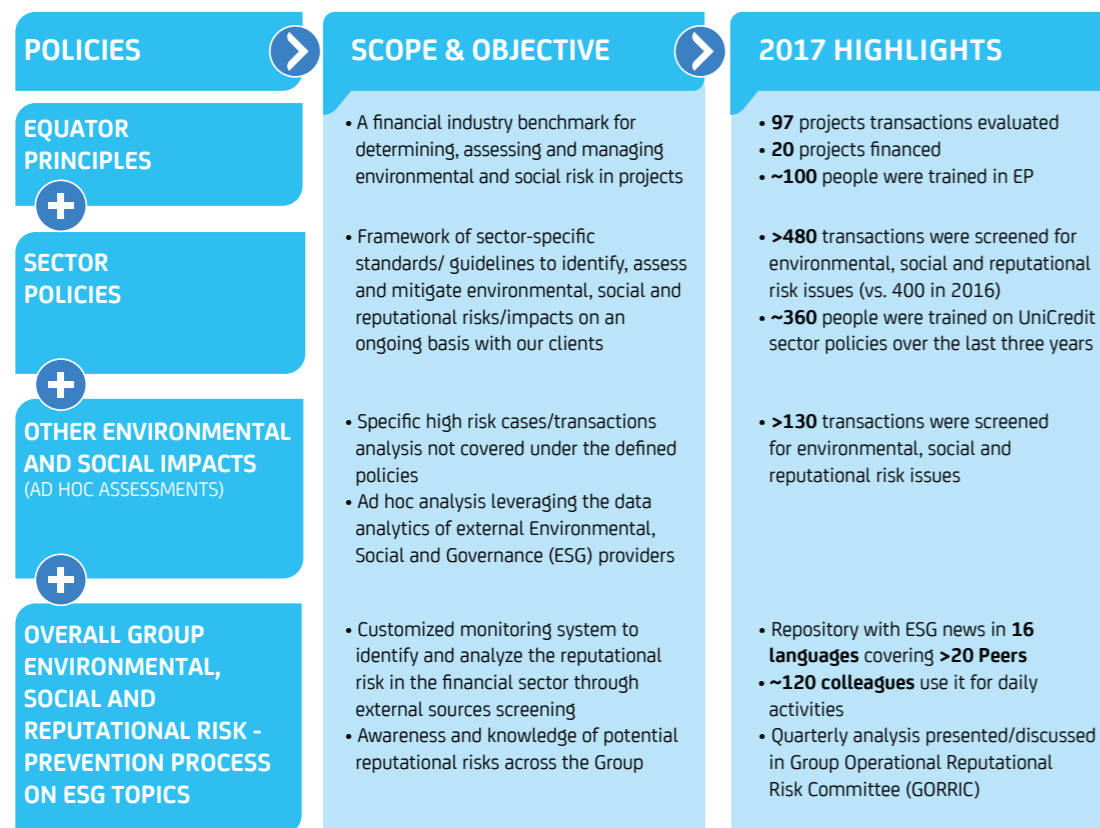 POLICIES
SCOPE & OBJECTIVE
2017 HIGHLIGHTS
EQUATOR
PRINCIPLES
• A financial industry benchmark for
determining, assessing and managing
environmental and social risk in projects
• 97 projects transactions evaluated
• 20 projects financed
• ~100 people were trained in EP
SECTOR
POLICIES
• Framework of sector-specific
standards/ guidelines to identify, assess
and mitigate environmental, social and
reputational risks/impacts on an
ongoing basis with our clients
• >480 transactions were screened for
environmental, social and reputational
risk issues (vs. 400 in 2016)
• ~360 people were trained on UniCredit
sector policies over the last three years
OTHER ENVIRONMENTAL
AND SOCIAL IMPACTS
(AD HOC ASSESSMENTS)
• Specific high risk cases/transactions
analysis not covered under the defined
policies
• Ad hoc analysis leveraging the data
analytics of external Environmental,
Social and Governance (ESG) providers
• >130 transactions were screened
for environmental, social and
reputational risk issues
OVERALL GROUP
ENVIRONMENTAL,
SOCIAL AND
REPUTATIONAL RISK -
PREVENTION PROCESS
ON ESG TOPICS
• Customized monitoring system to
identify and analyze the reputational
risk in the financial sector through
external sources screening
• Awareness and knowledge of potential
reputational risks across the Group
• Repository with ESG news in 16
languages covering >20 Peers
• ~120 colleagues use it for daily
activities
• Quarterly analysis presented/discussed
in Group Operational Reputational
Risk Committee (GORRIC)